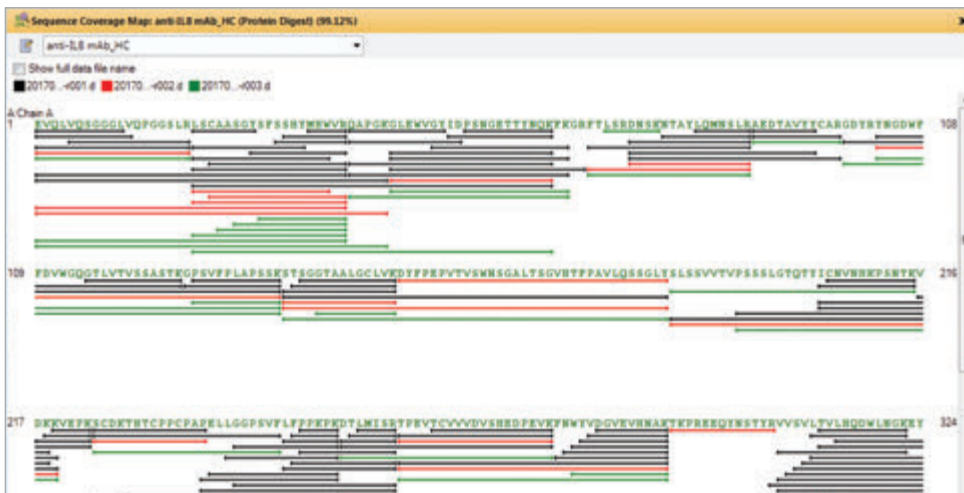 Sequence Coverage Map: anti-IL8 mAb_HC (Protein Digest) (99.12%)
anti-IL8 mAb_HC
Show full data file name
20170...-r001.d 20170...-r002.d 20170...-r003.d
A:Chain A
1 EVQLVQSGGGLVQPGGSLRLSCAASGYSFSSHYMHWVRQAPGKGLEWVGYIDPSNGETTYNQKFKGRFTLSRDNSKNTAYLQMNSLRAEDTAVYYCARGDYRYNGDWF 108
109 FDVWGQGTLVTVSSASTKGPSVFPLAPSSKSTSGGTAALGCLVKDYFPEPVTVSWNSGALTSGVHTFPAVLQSSGLYSLSSVVTVPSSSLGTQTYICNVNHKPSNTKV 216
217 DKKVEPKSCDKTHTCPPCPAPELLGGPSVFLFPPKPKDTLMISRTPEVTCVVVDVSHEDPEVKFNWYVDGVEVHNAKTKPREEQYNSTYRVVSVLTVLHQDWLNGKEY 324